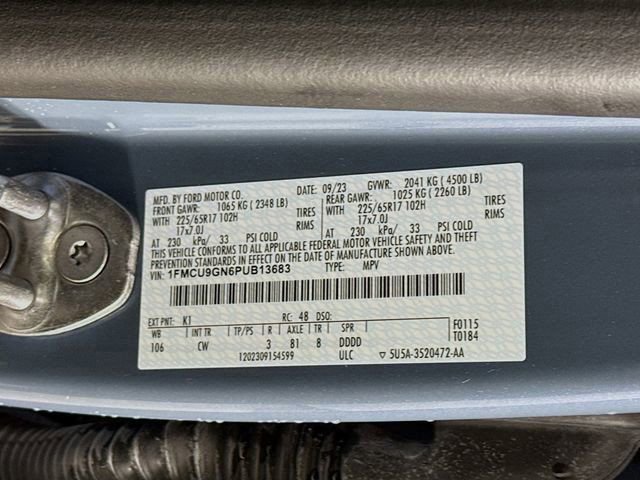 MFD. BY FORD MOTOR CO. 09/23 GVWR: 2041 KG ( 4500 LB)
FRONT GAWR: 1065 KG ( 2348 LB) REAR GAWR: 1025 KG ( 2260 LB)
WITH 225/65R17 102H TIRES WITH 225/65R17 102H TIRES
17x7.0J RIMS 17x7.0J RIMS
AT 230 kPa/ 33 PSI COLD AT 230 kPa/ 33 PSI COLD
THIS VEHICLE CONFORMS TO ALL APPLICABLE FEDERAL MOTOR VEHICLE SAFETY, BUMPER, AND THEFT
PREVENTION STANDARDS IN EFFECT ON THE DATE OF MANUFACTURE SHOWN ABOVE.
1FMCU9GN6PUB13683 TYPE: MPV
EXT PNT: K1 RC: 48 DSO: F0115
WB INT TR TP/PS R AXLE TR SPR T0184
106 CW 3 81 8 DDDD
1202309154599 ULC ▽ 5U5A-3520472-AA